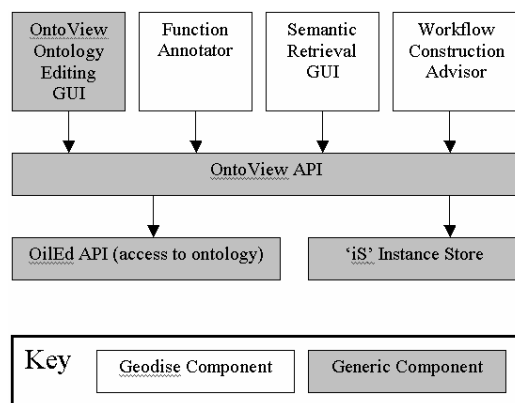 OntoView
Ontology
Editing
GUI
Function
Annotator
Semantic
Retrieval
GUI
Workflow
Construction
Advisor
OntoView API
OilEd API (access to ontology)
‘iS’ Instance Store
Key
Geodise Component
Generic Component